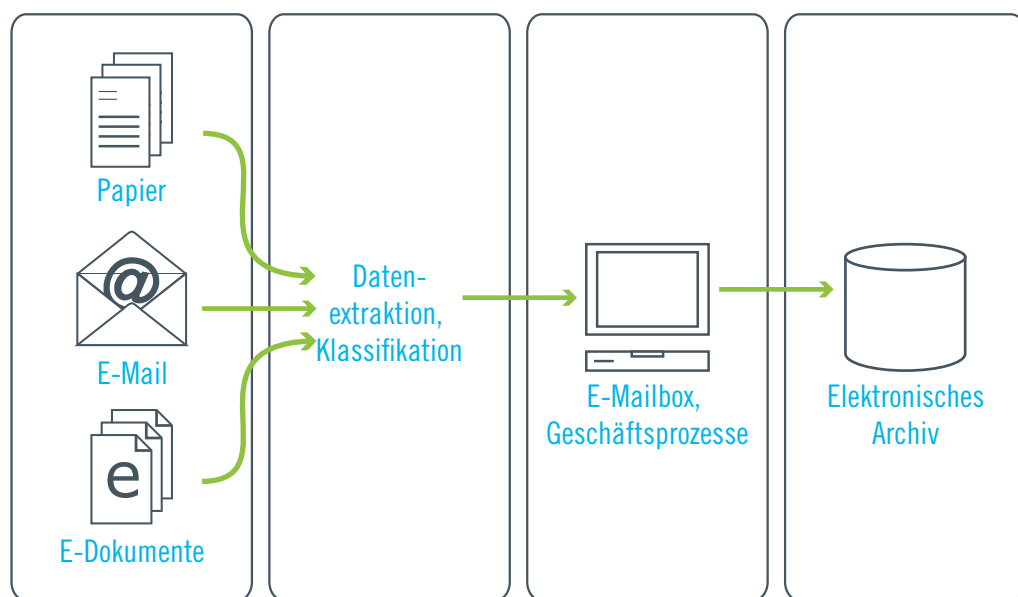 Papier
@
E-Mail
e
E-Dokumente
Daten-
extraktion,
Klassifikation
E-Mailbox,
Geschäftsprozesse
Elektronisches
Archiv